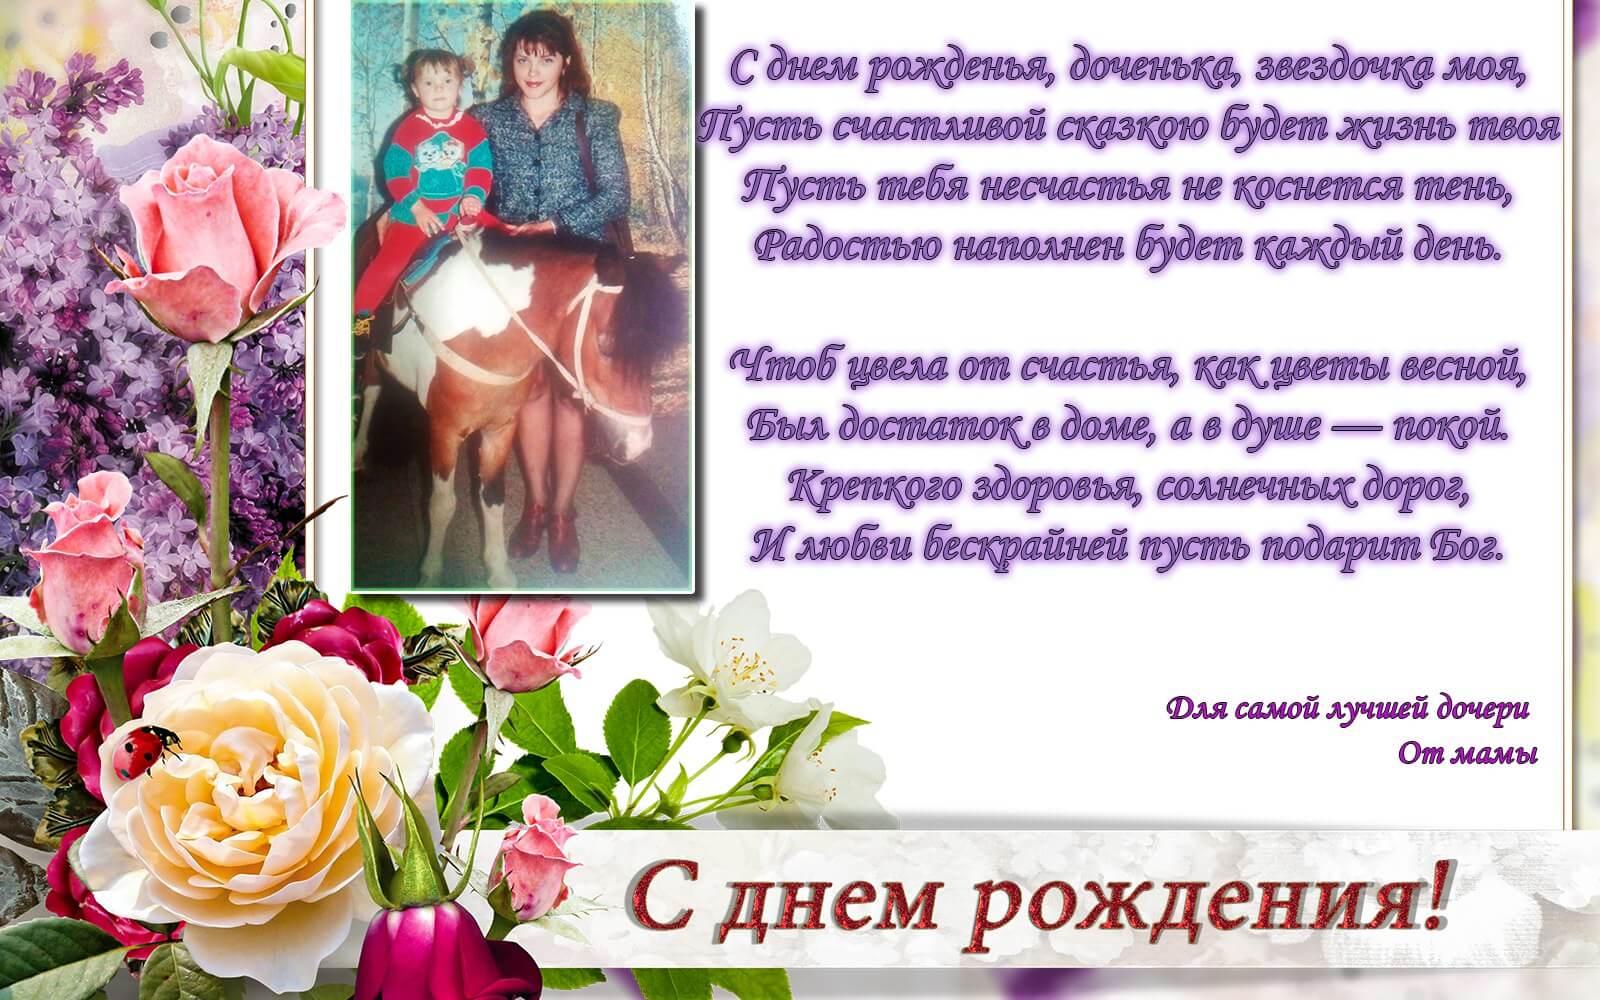 С днем рожденья, доченька, звездочка моя,
Пусть счастливой сказкою будет жизнь твоя
Пусть тебя несчастья не коснется тень,
Радостью наполнен будет каждый день.
Чтоб цвела от счастья, как цветы весной,
Был достаток в доме, а в душе — покой.
Крепкого здоровья, солнечных дорог,
И любви бескрайней пусть подарит Бог.
Для самой лучшей дочери
От мамы
С днем рождения!